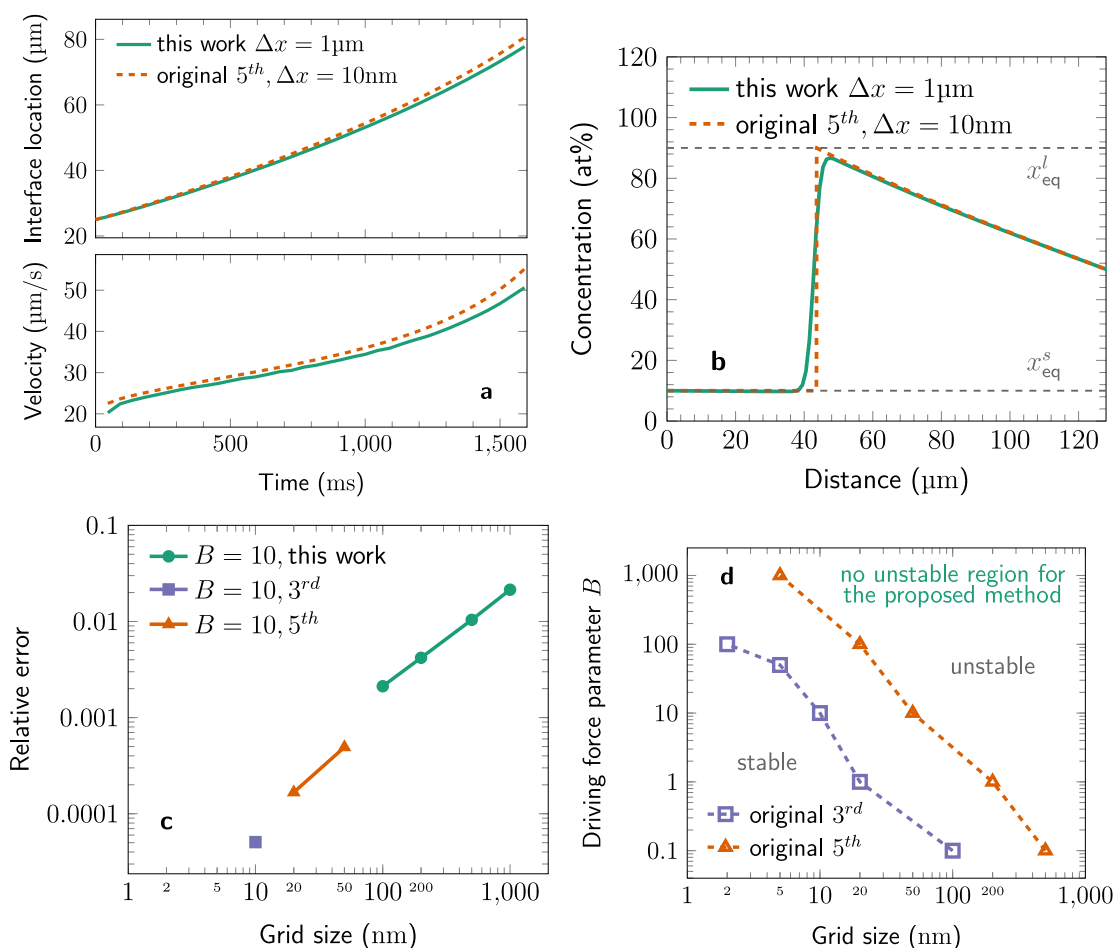 80
60
40
20
Interface location (µm)
this work Δx = 1µm
original 5th, Δx = 10nm
50
40
30
20
Velocity (µm/s)
a
0
500
1,000
1,500
Time (ms)
120
100
80
60
40
20
0
Concentration (at%)
this work Δx = 1µm
original 5th, Δx = 10nm
x^l_eq
x^s_eq
b
0
20
40
60
80
100
120
Distance (µm)
0.1
0.01
0.001
0.0001
Relative error
B = 10, this work
B = 10, 3rd
B = 10, 5th
c
1
2
5
10
20
50
100
200
1,000
Grid size (nm)
1,000
100
10
1
0.1
Driving force parameter B
d
no unstable region for
the proposed method
unstable
stable
original 3rd
original 5th
1
2
5
10
20
50
100
200
1,000
Grid size (nm)